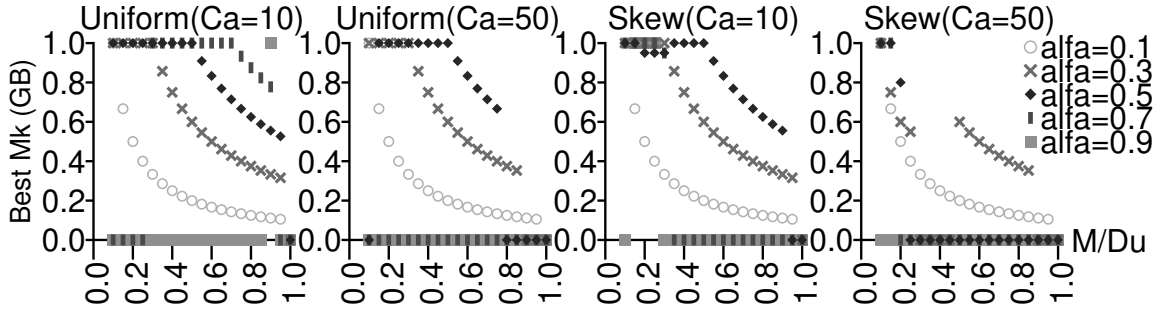 Uniform(Ca=10) Uniform(Ca=50) Skew(Ca=10) Skew(Ca=50)
Best Mk (GB)
1.0 1.0 1.0 1.0
0.8 0.8 0.8 0.8
0.6 0.6 0.6 0.6
0.4 0.4 0.4 0.4
0.2 0.2 0.2 0.2
0.0 0.0 0.0 0.0
alfa=0.1
alfa=0.3
alfa=0.5
alfa=0.7
alfa=0.9
M/Du
0.0 0.2 0.4 0.6 0.8 1.0 0.0 0.2 0.4 0.6 0.8 1.0 0.0 0.2 0.4 0.6 0.8 1.0 0.0 0.2 0.4 0.6 0.8 1.0